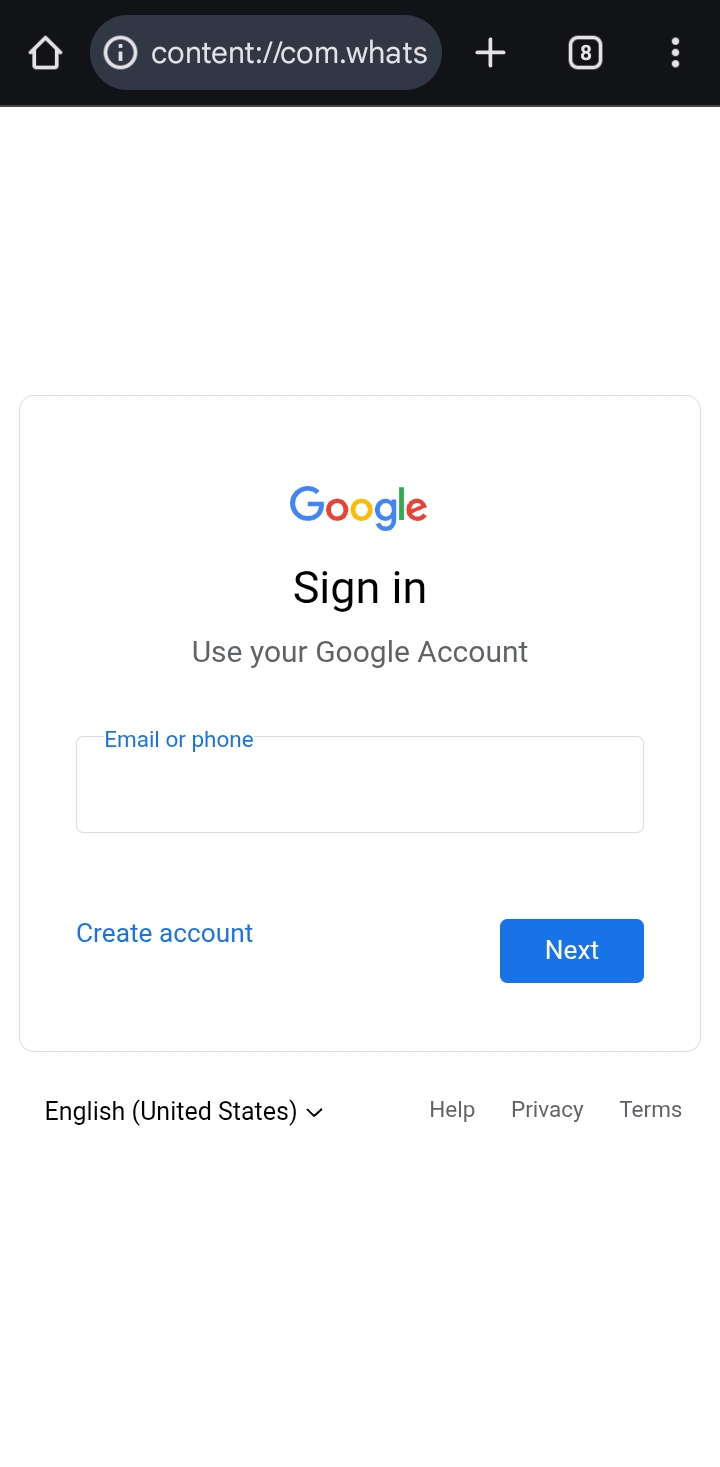 content://com.whats
8
Google
Sign in
Use your Google Account
Email or phone
Create account
Next
English (United States)
Help Privacy Terms